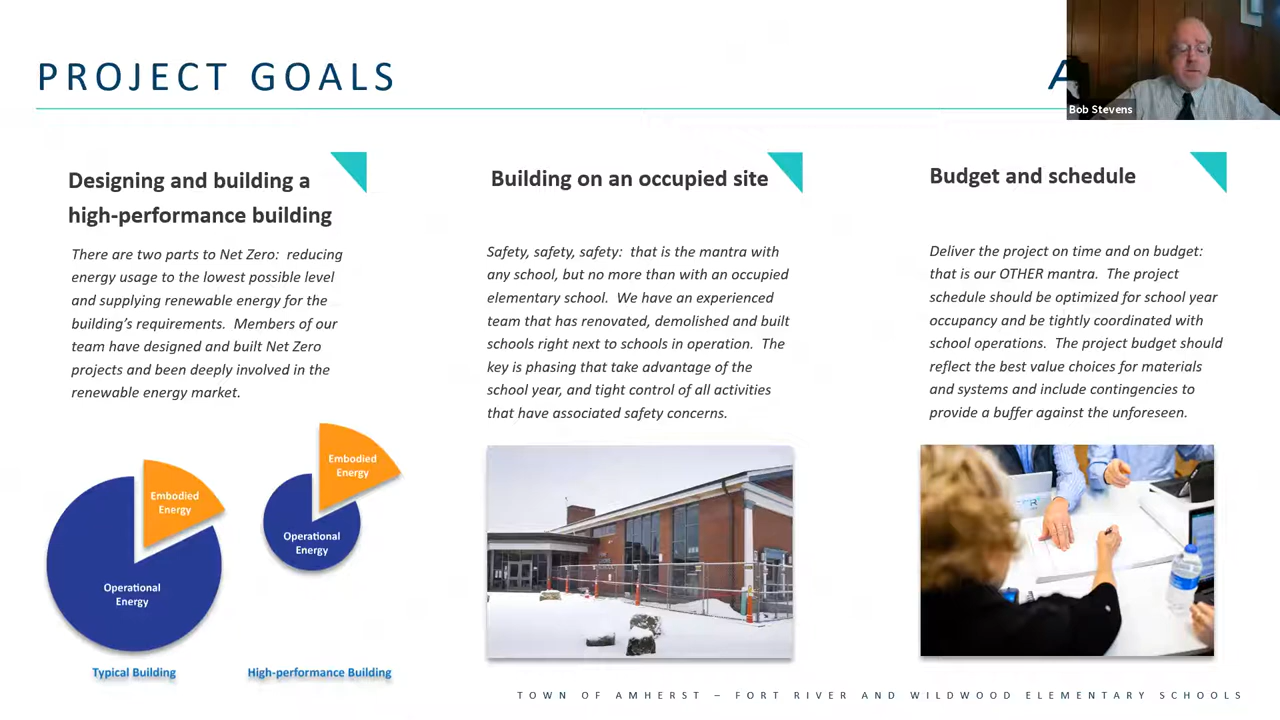 PROJECT GOALS
A
Bob Stevens
Designing and building a
high-performance building
There are two parts to Net Zero: reducing
energy usage to the lowest possible level
and supplying renewable energy for the
building's requirements. Members of our
team have designed and built Net Zero
projects and been deeply involved in the
renewable energy market.
Embodied
Energy
Operational
Energy
Typical Building
Embodied
Energy
Operational
Energy
High-performance Building
Building on an occupied site
Safety, safety, safety: that is the mantra with
any school, but no more than with an occupied
elementary school. We have an experienced
team that has renovated, demolished and built
schools right next to schools in operation. The
key is phasing that take advantage of the
school year, and tight control of all activities
that have associated safety concerns.
Budget and schedule
Deliver the project on time and on budget:
that is our OTHER mantra. The project
schedule should be optimized for school year
occupancy and be tightly coordinated with
school operations. The project budget should
reflect the best value choices for materials
and systems and include contingencies to
provide a buffer against the unforeseen.
TOWN OF AMHERST – FORT RIVER AND WILDWOOD ELEMENTARY SCHOOLS